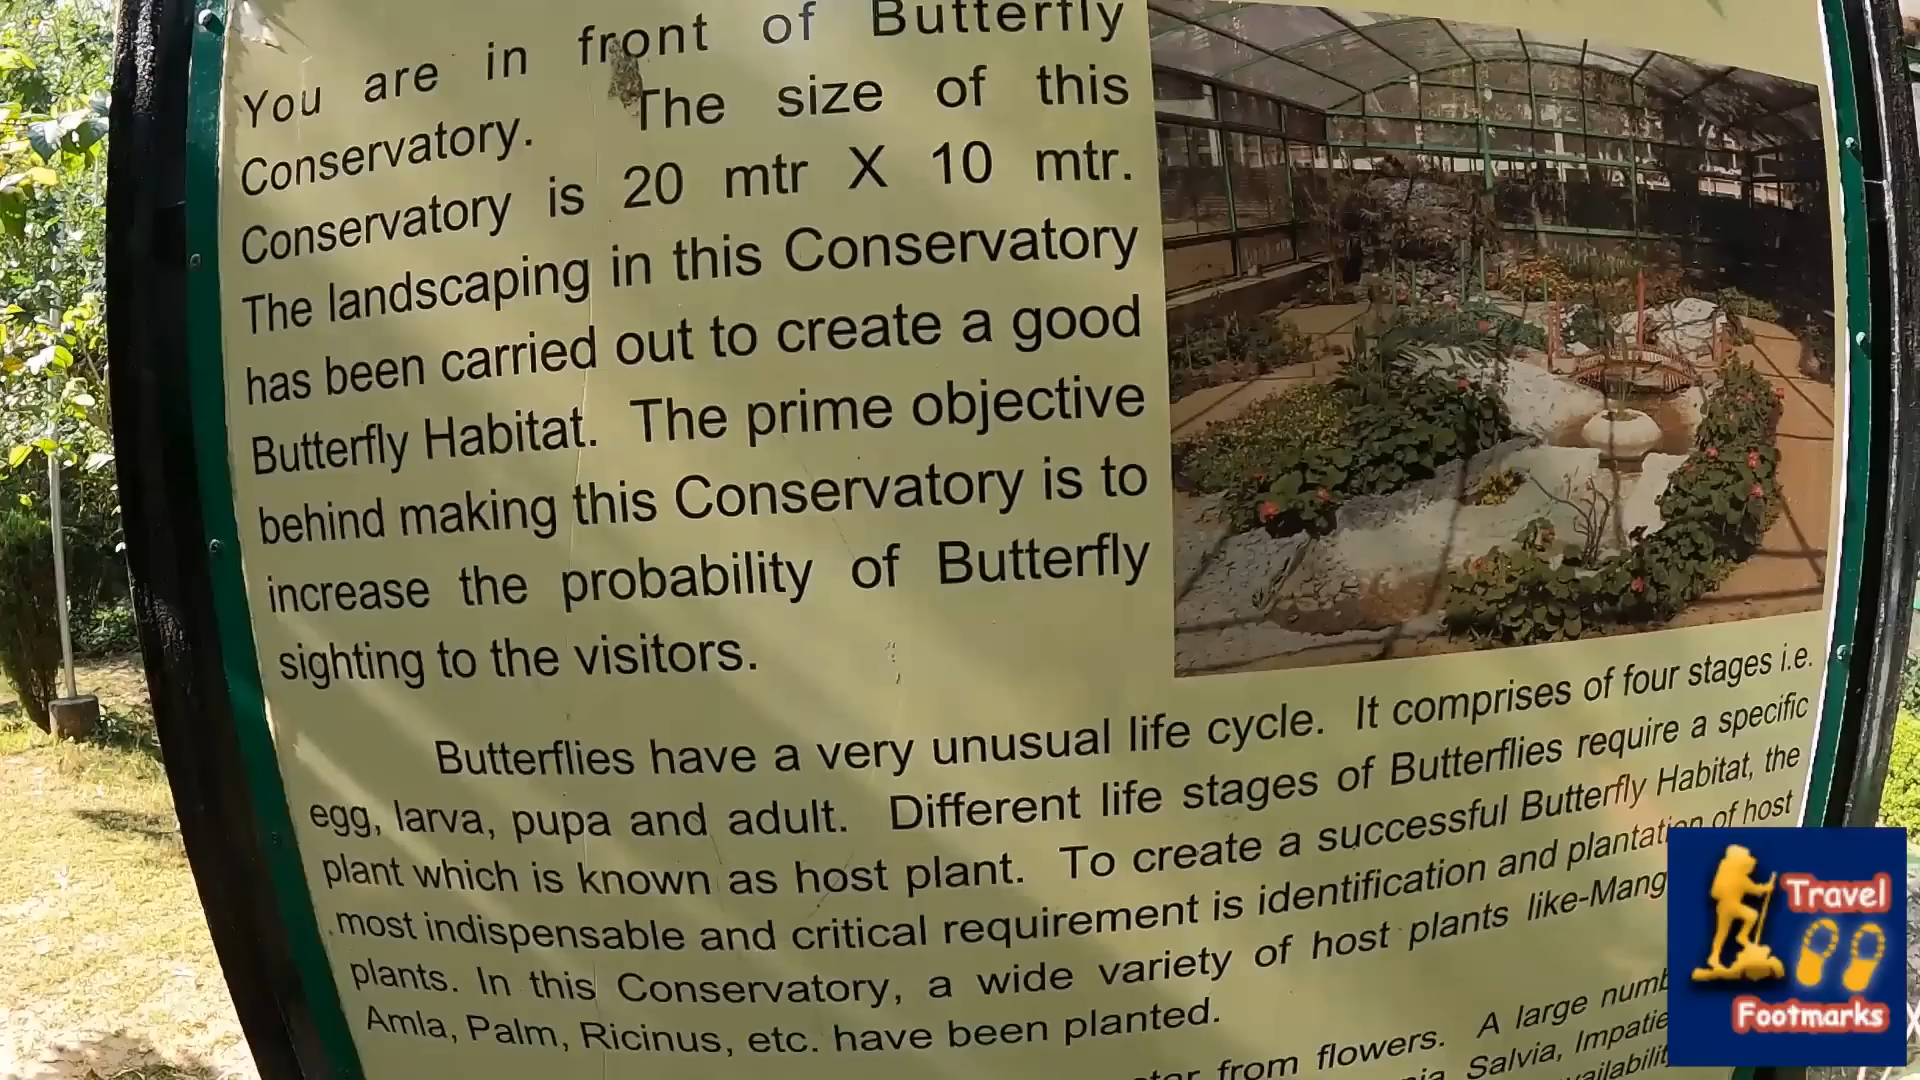 You are in front of Butterfly
Conservatory. The size of this
Conservatory is 20 mtr X 10 mtr.
The landscaping in this Conservatory
has been carried out to create a good
Butterfly Habitat. The prime objective
behind making this Conservatory is to
increase the probability of Butterfly
sighting to the visitors.
Butterflies have a very unusual life cycle. It comprises of four stages i.e.
egg, larva, pupa and adult. Different life stages of Butterflies require a specific
plant which is known as host plant. To create a successful Butterfly Habitat, the
most indispensable and critical requirement is identification and plantation of host
plants. In this Conservatory, a wide variety of host plants like-Mang
Amla, Palm, Ricinus, etc. have been planted.
from flowers. A large numb
Salvia, Impatie
Travel
Footmarks